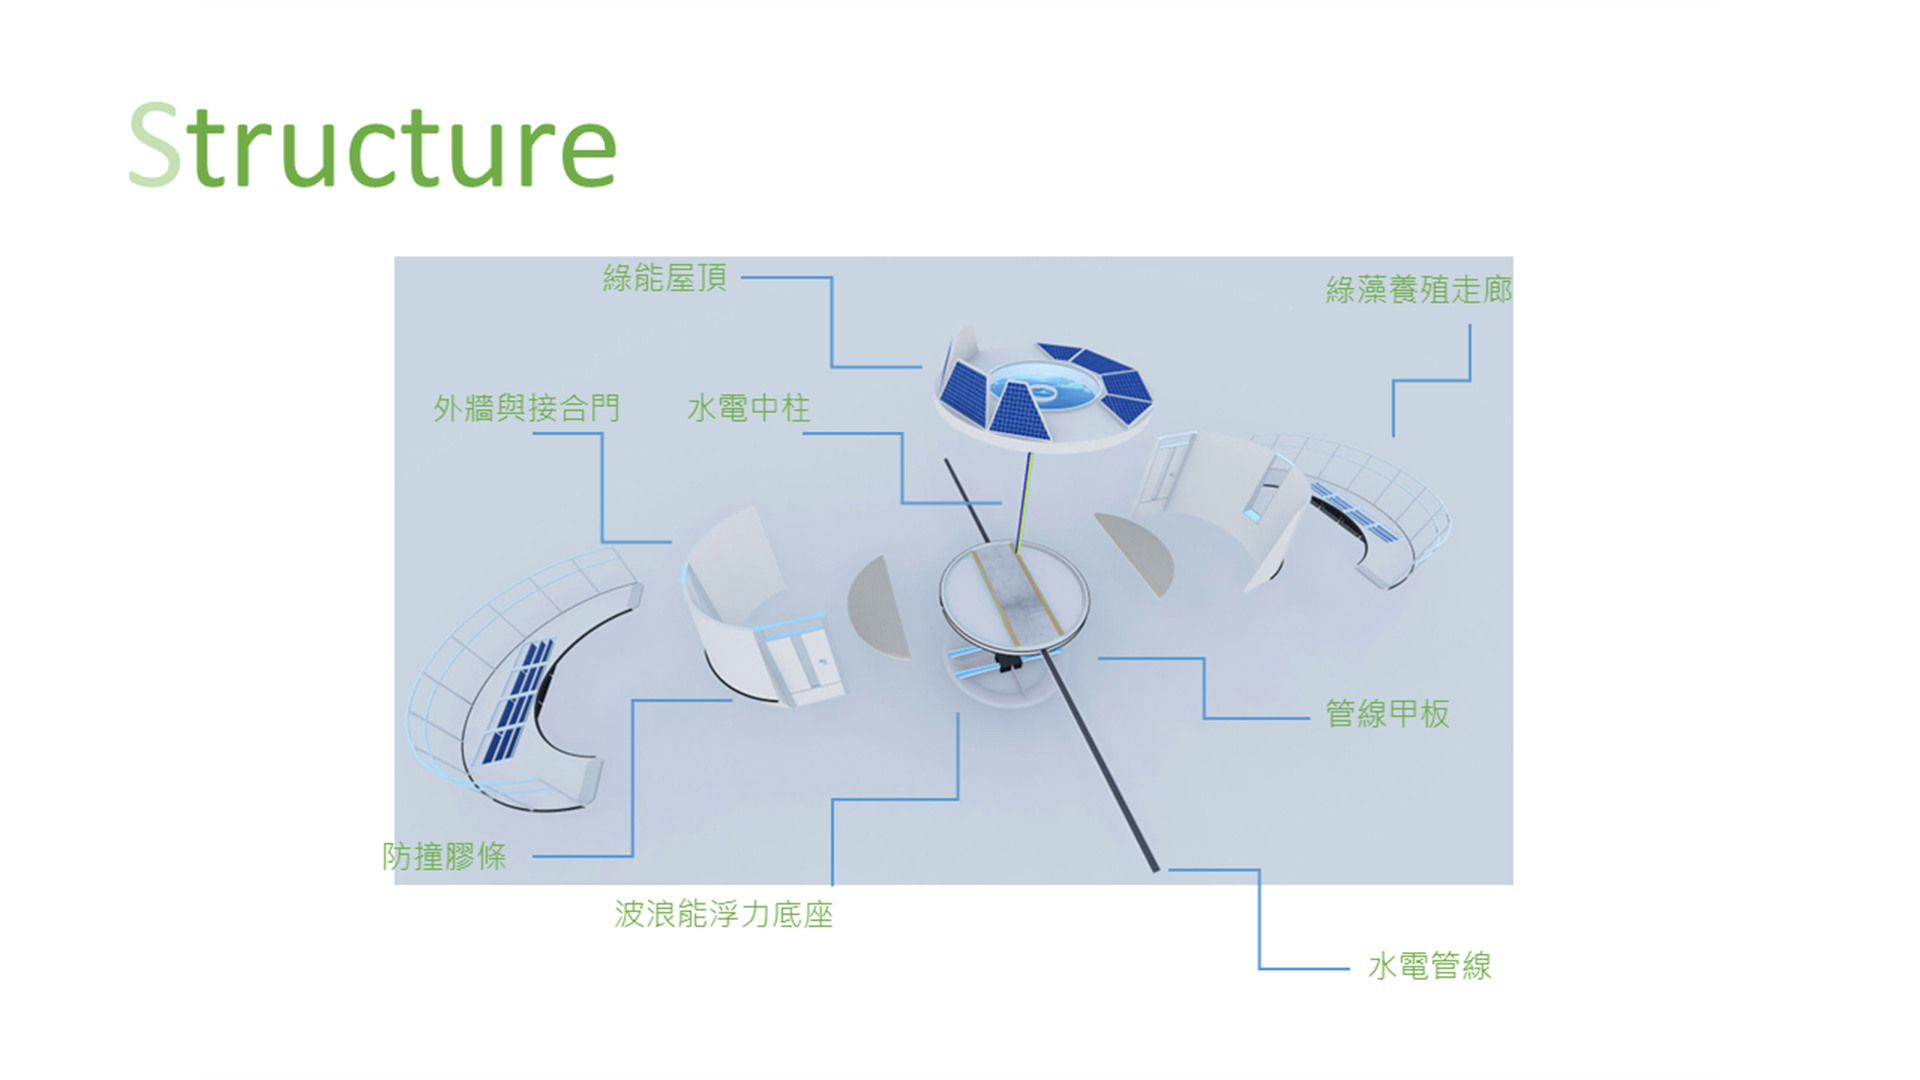 Structure
綠能屋頂
綠藻養殖走廊
外牆與接合門
水電中柱
管線甲板
防撞膠條
波浪能浮力底座
水電管線